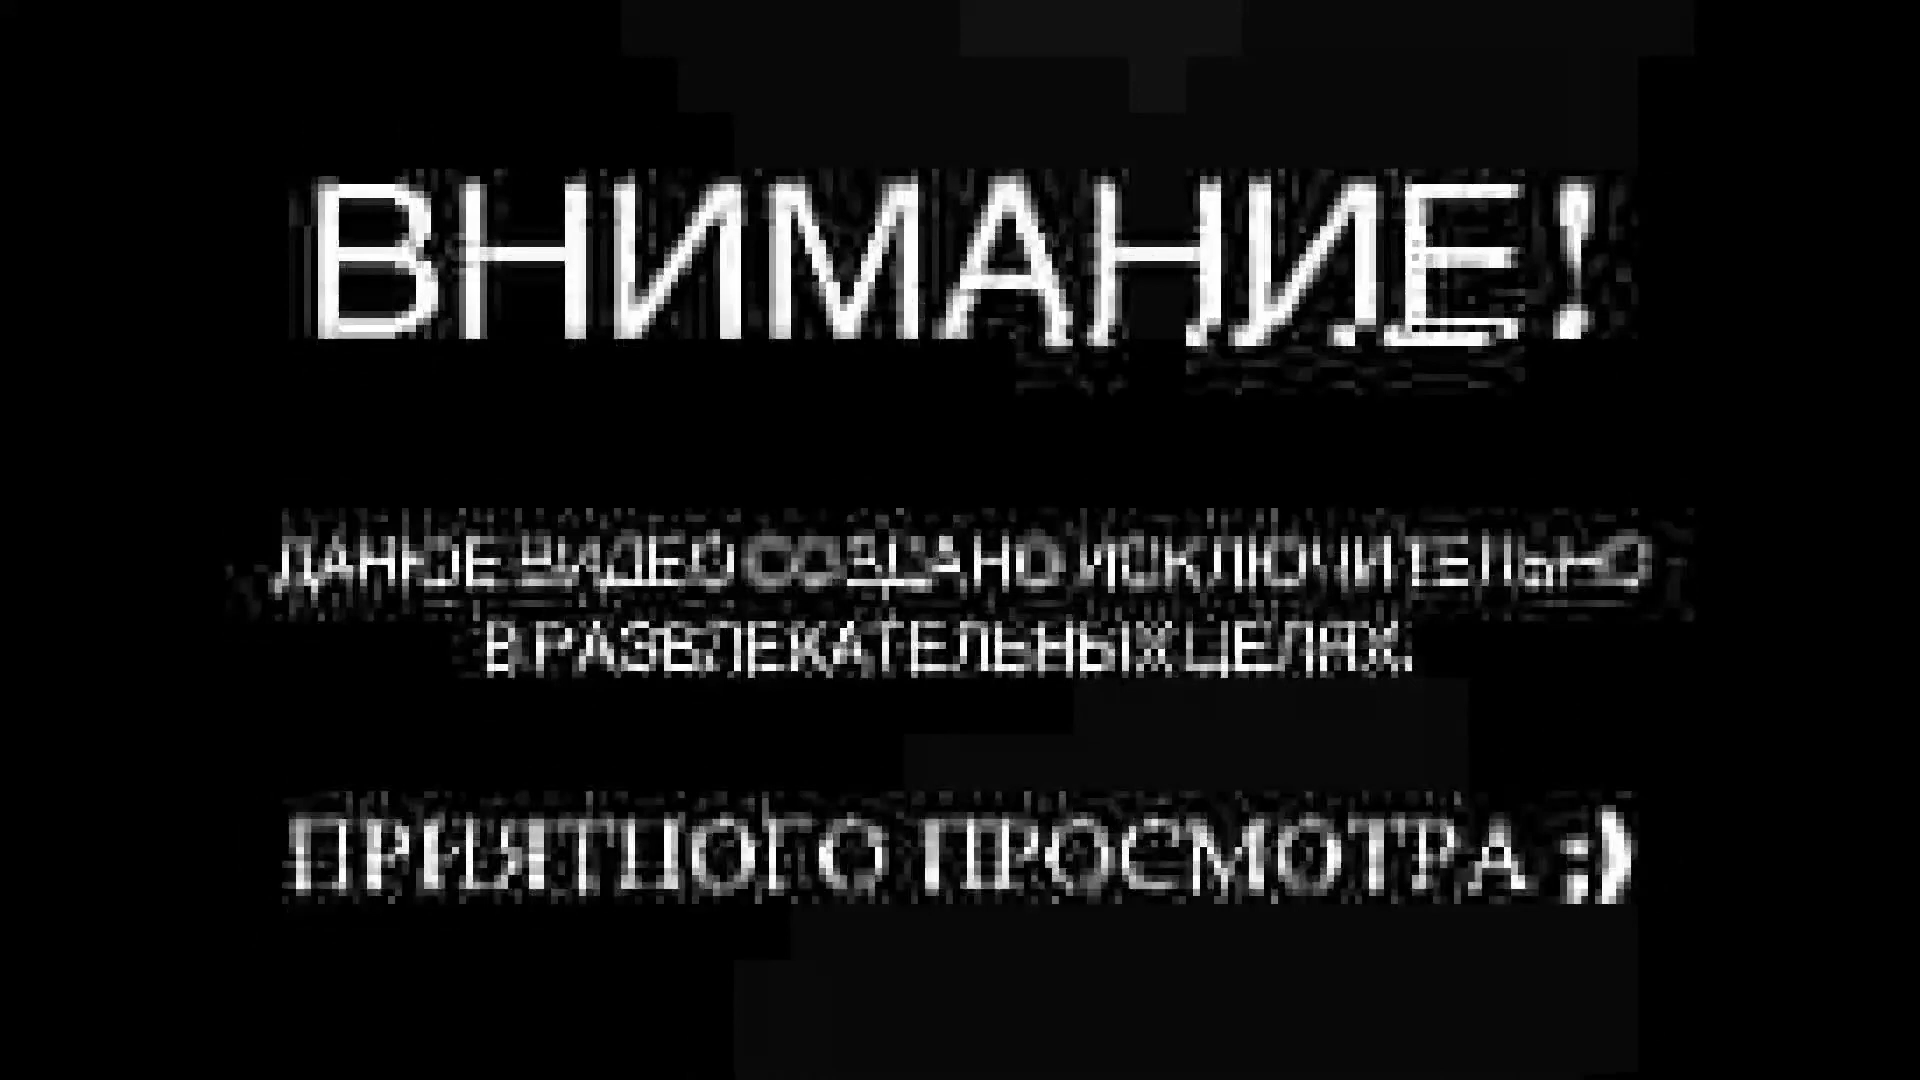 ВНИМАНИЕ!
ДАННОЕ ВИДЕО СОЗДАНО ИСКЛЮЧИТЕЛЬНО
В РАЗВЛЕКАТЕЛЬНЫХ ЦЕЛЯХ.
ПРИЯТНОГО ПРОСМОТРА ;)